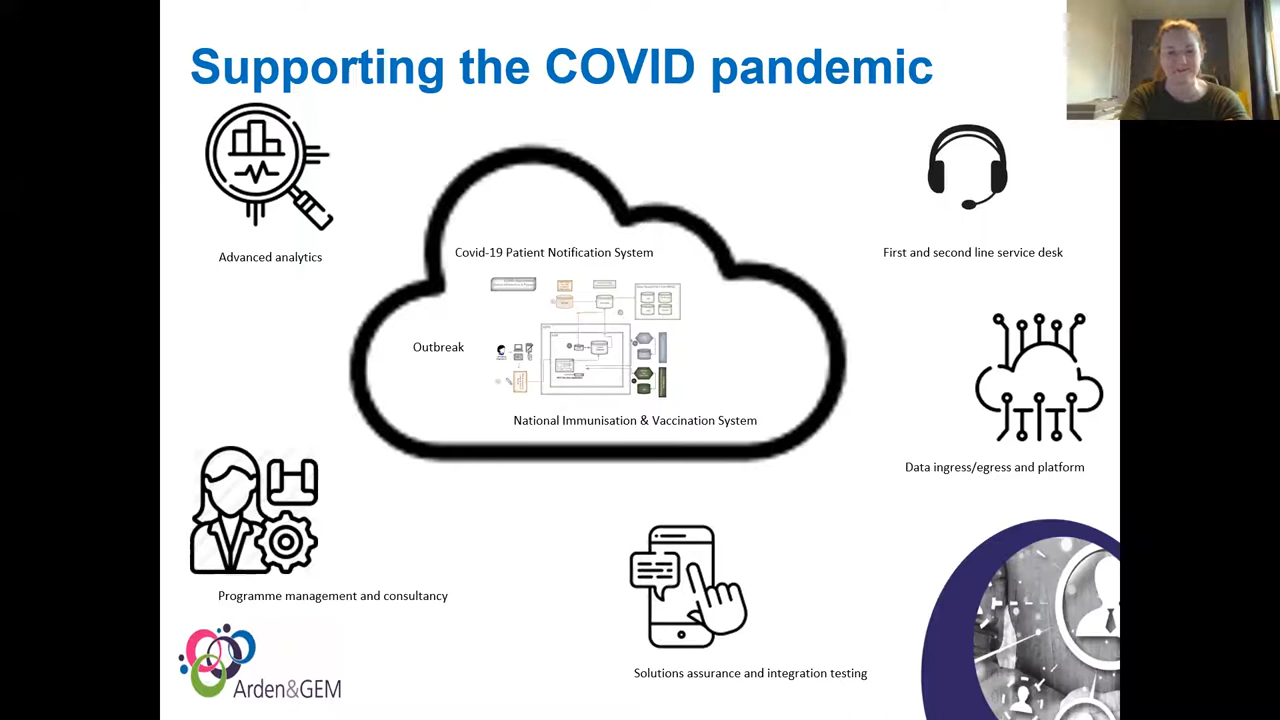 Supporting the COVID pandemic
Advanced analytics
Covid-19 Patient Notification System
First and second line service desk
Outbreak
National Immunisation & Vaccination System
Data ingress/egress and platform
Programme management and consultancy
Solutions assurance and integration testing
Arden&GEM